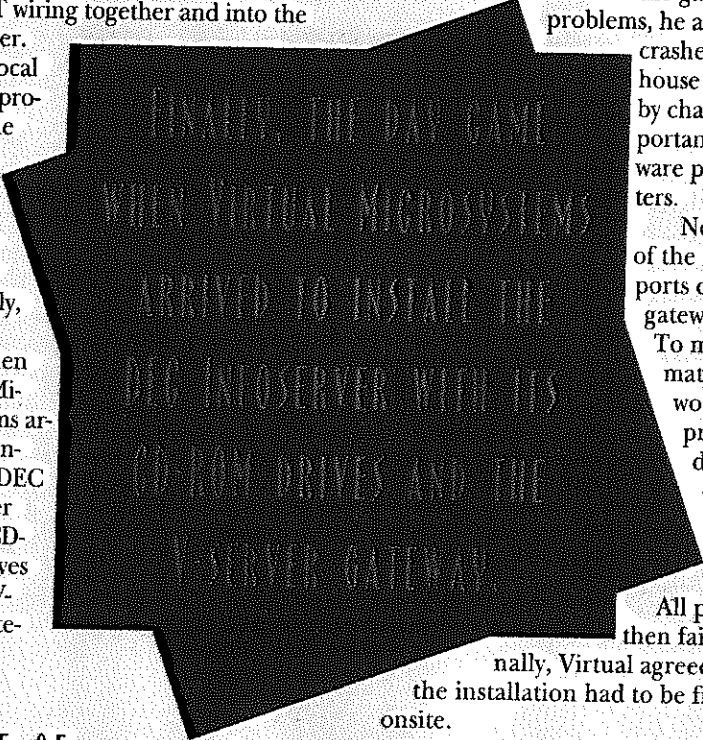 T wiring together and into the
er.
ocal
pro-
e
ly,
en
Mi-
ns ar-
n-
DEC
er
CD-
ves
V-
te-
FINALLY, THE DAY CAME
WHEN VIRTUAL MICROSYSTEMS
ARRIVED TO INSTALL THE
DEC INFOSERVER WITH ITS
CD-ROM DRIVES AND THE
V-SERVER GATEWAY.
problems, he a
crashe
house
by cha
portan
ware p
ters.
Ne
of the
ports o
gatew
To m
mat
wo
pr
d
All p
then fai
nally, Virtual agreed
the installation had to be fi
onsite.